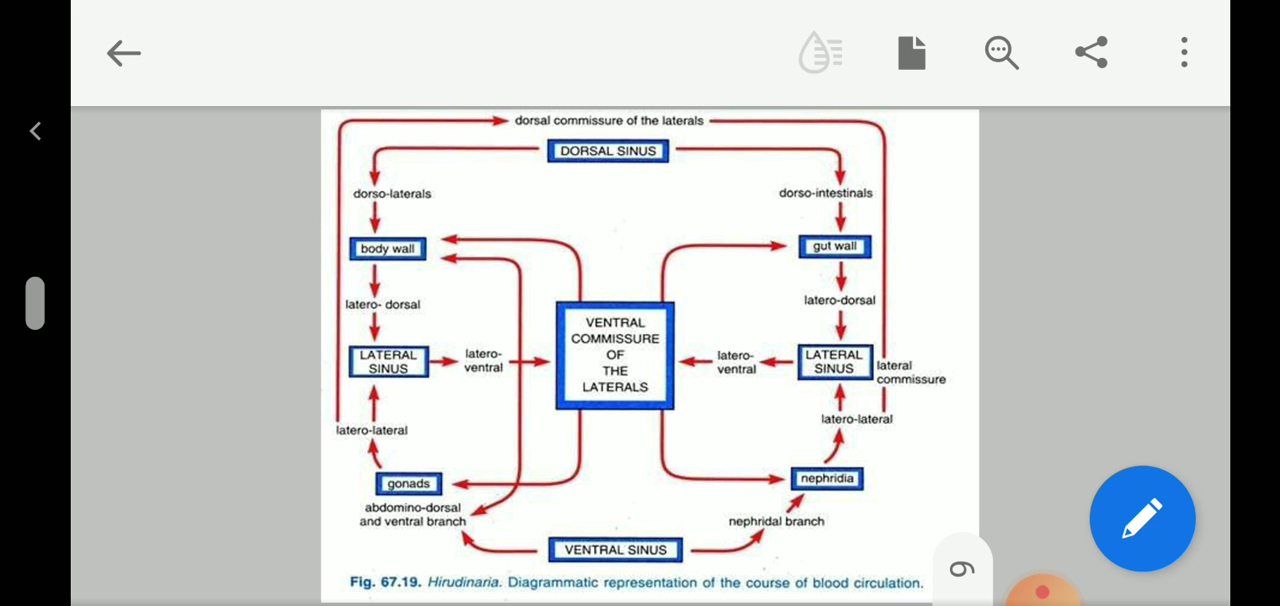 dorsal commissure of the laterals
DORSAL SINUS
dorso-laterals
dorso-intestinals
body wall
gut wall
latero- dorsal
latero-dorsal
VENTRAL
COMMISSURE
OF
THE
LATERALS
LATERAL
SINUS
latero-
ventral
latero-
ventral
LATERAL
SINUS
lateral
commissure
latero-lateral
latero-lateral
gonads
nephridia
abdomino-dorsal
and ventral branch
nephridal branch
VENTRAL SINUS
Fig. 67.19. Hirudinaria. Diagrammatic representation of the course of blood circulation.
6